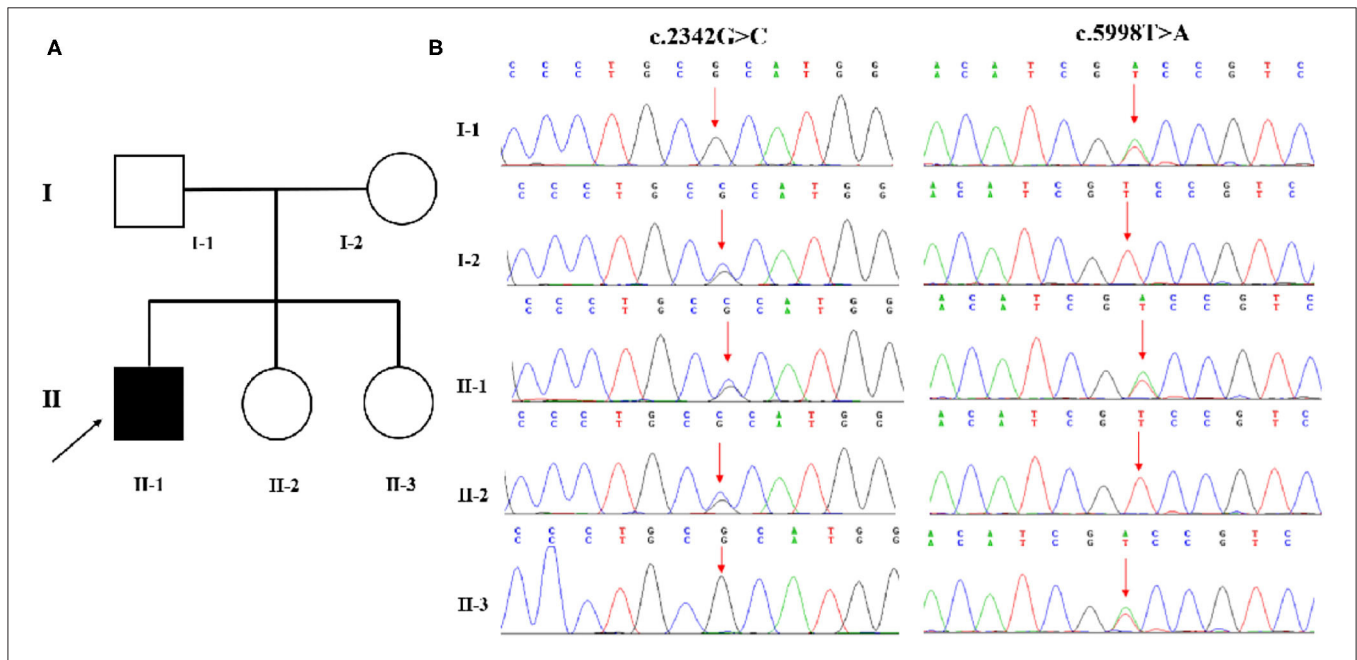 A
B
c.2342G>C
c.5998T>A
I
I-1
I-2
II
II-1
II-2
II-3
C C C T G C G C A T G G
C C C T G C G C A T G G
A C A T C G A C C G T C
A C A T C G T C C G T C
I-1
C C C T G C C C A T G G
C C C T G C G C A T G G
A C A T C G T C C G T C
A C A T C G T C C G T C
I-2
C C C T G C C C A T G G
C C C T G C G C A T G G
A C A T C G A C C G T C
A C A T C G T C C G T C
II-1
C C C T G C C C A T G G
C C C T G C G C A T G G
A C A T C G T C C G T C
A C A T C G T C C G T C
II-2
C C C T G C G C A T G G
C C C T G C G C A T G G
A C A T C G A C C G T C
A C A T C G T C C G T C
II-3